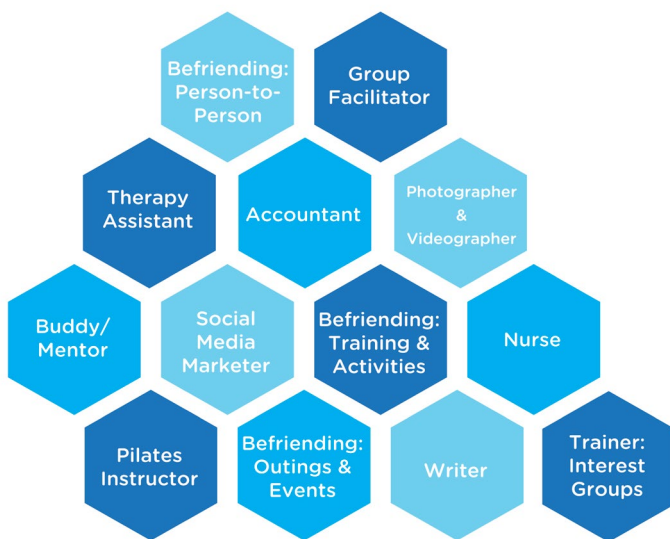 Befriending:
Person-to-
Person
Group
Facilitator
Therapy
Assistant
Accountant
Photographer
&
Videographer
Buddy/
Mentor
Social
Media
Marketer
Befriending:
Training &
Activities
Nurse
Pilates
Instructor
Befriending:
Outings &
Events
Writer
Trainer:
Interest
Groups